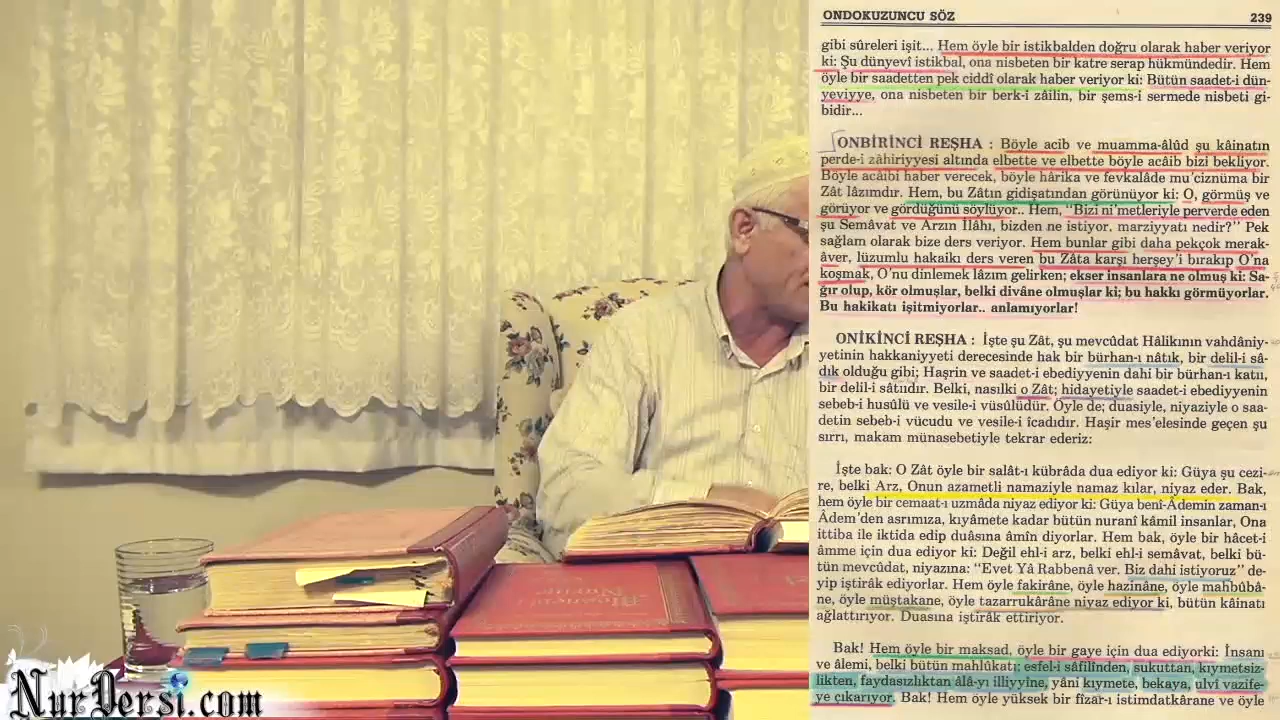 ONDOKUZUNCU SÖZ 239
gibi sûreleri işit... Hem öyle bir istikbalden doğru olarak haber veriyor
ki: Şu dünyevî istikbal, ona nisbeten bir katre serap hükmündedir. Hem
öyle bir saadetten pek ciddî olarak haber veriyor ki: Bütün saadet-i dün-
yeviyye, ona nisbeten bir berk-i zâilin, bir şems-i sermede nisbeti gi-
bidir...
ONBİRİNCİ REŞHA : Böyle acib ve muamma-âlûd şu kâinatın
perde-i zâhiriyyesi altında elbette ve elbette böyle acâib bizi bekliyor.
Böyle acâibi haber verecek, böyle hârika ve fevkalâde mu'ciznüma bir
Zât lâzımdır. Hem, bu Zâtın gidişatından görünüyor ki: O, görmüş ve
görüyor ve gördüğünü söylüyor.. Hem, "Bizi ni'metleriyle perverde eden
şu Semâvat ve Arzın İlâhı, bizden ne istiyor, marziyyatı nedir?" Pek
sağlam olarak bize ders veriyor. Hem bunlar gibi daha pekçok merak-
âver, lüzumlu hakaikı ders veren bu Zâta karşı herşey'i bırakıp O'na
koşmak, O'nu dinlemek lâzım gelirken; ekser insanlara ne olmuş ki: Sa-
ğır olup, kör olmuşlar, belki divâne olmuşlar ki; bu hakkı görmüyorlar.
Bu hakikatı işitmiyorlar.. anlamıyorlar!
ONİKİNCİ REŞHA : İşte şu Zât, şu mevcûdat Hâlikının vahdâniy-
yetinin hakkaniyyeti derecesinde hak bir bürhan-ı nâtık, bir delil-i sâ-
dık olduğu gibi; Haşrin ve saadet-i ebediyyenin dahi bir bürhan-ı katıı,
bir delil-i sâtııdır. Belki, nasılki o Zât; hidayetiyle saadet-i ebediyyenin
sebeb-i husûlü ve vesile-i vüsûlüdür. Öyle de; duasiyle, niyaziyle o saa-
detin sebeb-i vücudu ve vesile-i îcadıdır. Haşir mes'elesinde geçen şu
sırrı, makam münasebetiyle tekrar ederiz:
İşte bak: O Zât öyle bir salât-ı kübrâda dua ediyor ki: Güya şu cezi-
re, belki Arz, Onun azametli namaziyle namaz kılar, niyaz eder. Bak,
hem öyle bir cemaat-ı uzmâda niyaz ediyor ki: Güya benî-Âdemin zaman-ı
Âdem'den asrımıza, kıyâmete kadar bütün nuranî kâmil insanlar, Ona
ittiba ile iktida edip duâsına âmîn diyorlar. Hem bak, öyle bir hâcet-i
âmme için dua ediyor ki: Değil ehl-i arz, belki ehl-i semâvat, belki bü-
tün mevcûdat, niyazına: "Evet Yâ Rabbenâ ver. Biz dahi istiyoruz" de-
yip iştirâk ediyorlar. Hem öyle fakirâne, öyle hazinâne, öyle mahbûbâ-
ne, öyle müştakane, öyle tazarrukârâne niyaz ediyor ki, bütün kâinatı
ağlattırıyor. Duasına iştirâk ettiriyor.
Bak! Hem öyle bir maksad, öyle bir gaye için dua ediyorki: İnsanı
ve âlemi, belki bütün mahlûkatı; esfel-i sâfilînden, sukuttan, kıymetsiz-
likten, faydasızlıktan âlâ-yı illiyyîne, yâni kıymete, bekaya, ulvî vazife-
ye çıkarıyor. Bak! Hem öyle yüksek bir fîzar-ı istimdatkârane ve öyle
NurDersi.com